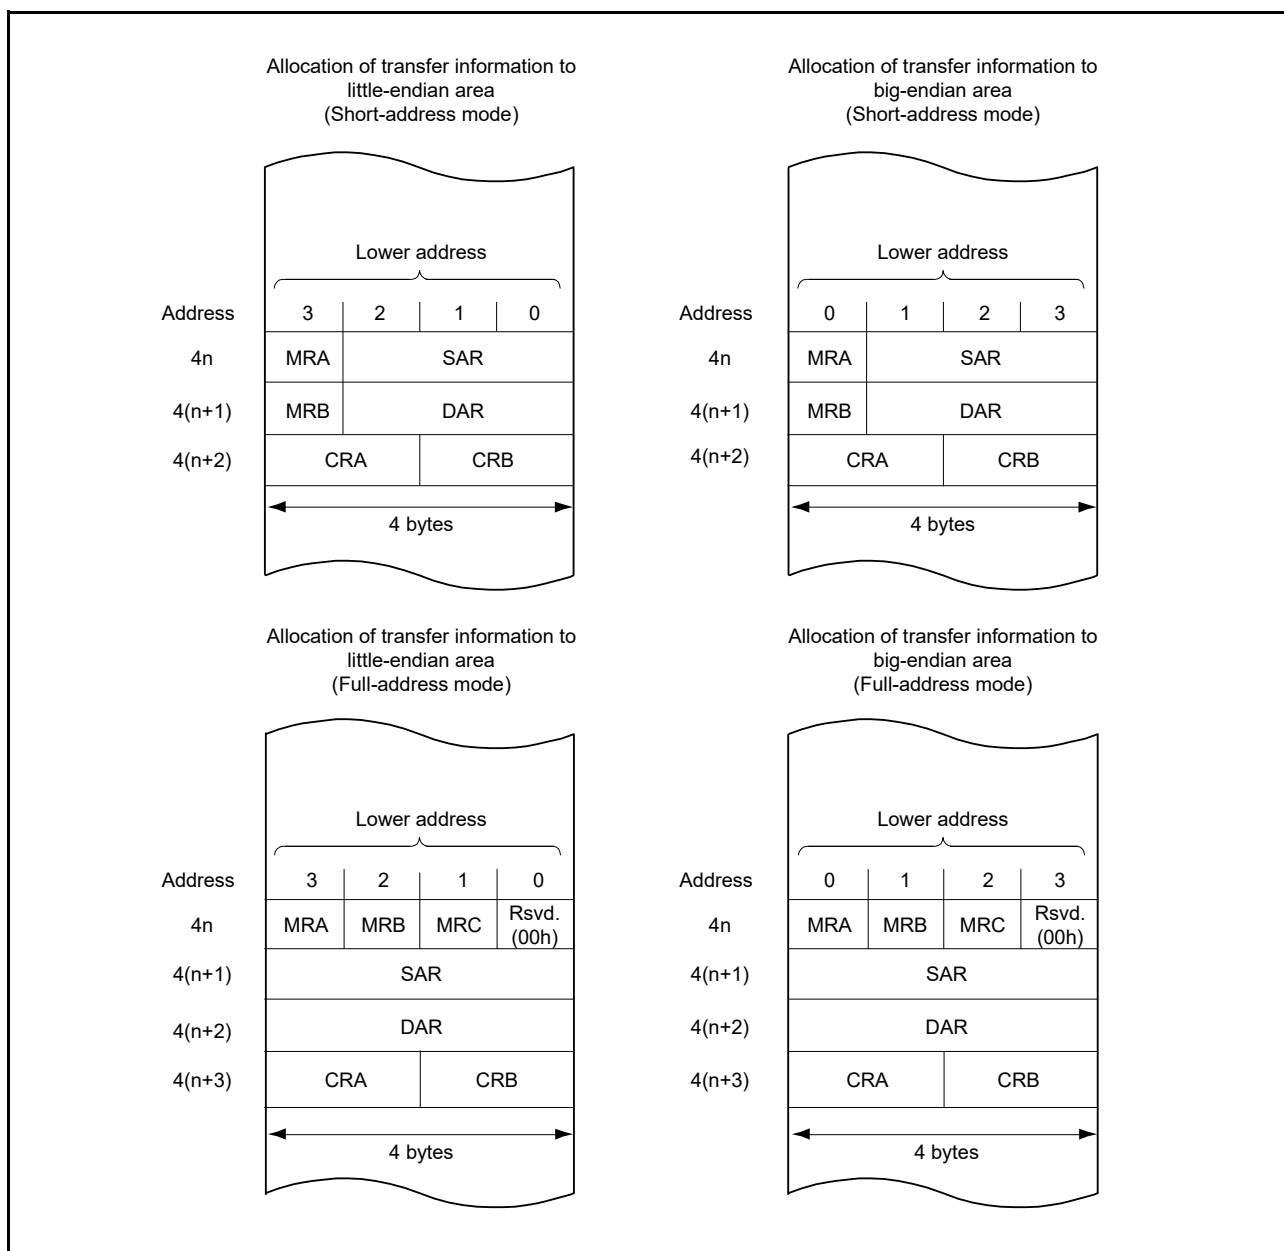 Allocation of transfer information to
little-endian area
(Short-address mode)
Lower address
Address 3 2 1 0
4n MRA SAR
4(n+1) MRB DAR
4(n+2) CRA CRB
4 bytes
Allocation of transfer information to
big-endian area
(Short-address mode)
Lower address
Address 0 1 2 3
4n MRA SAR
4(n+1) MRB DAR
4(n+2) CRA CRB
4 bytes
Allocation of transfer information to
little-endian area
(Full-address mode)
Lower address
Address 3 2 1 0
4n MRA MRB MRC Rsvd.
(00h)
4(n+1) SAR
4(n+2) DAR
4(n+3) CRA CRB
4 bytes
Allocation of transfer information to
big-endian area
(Full-address mode)
Lower address
Address 0 1 2 3
4n MRA MRB MRC Rsvd.
(00h)
4(n+1) SAR
4(n+2) DAR
4(n+3) CRA CRB
4 bytes